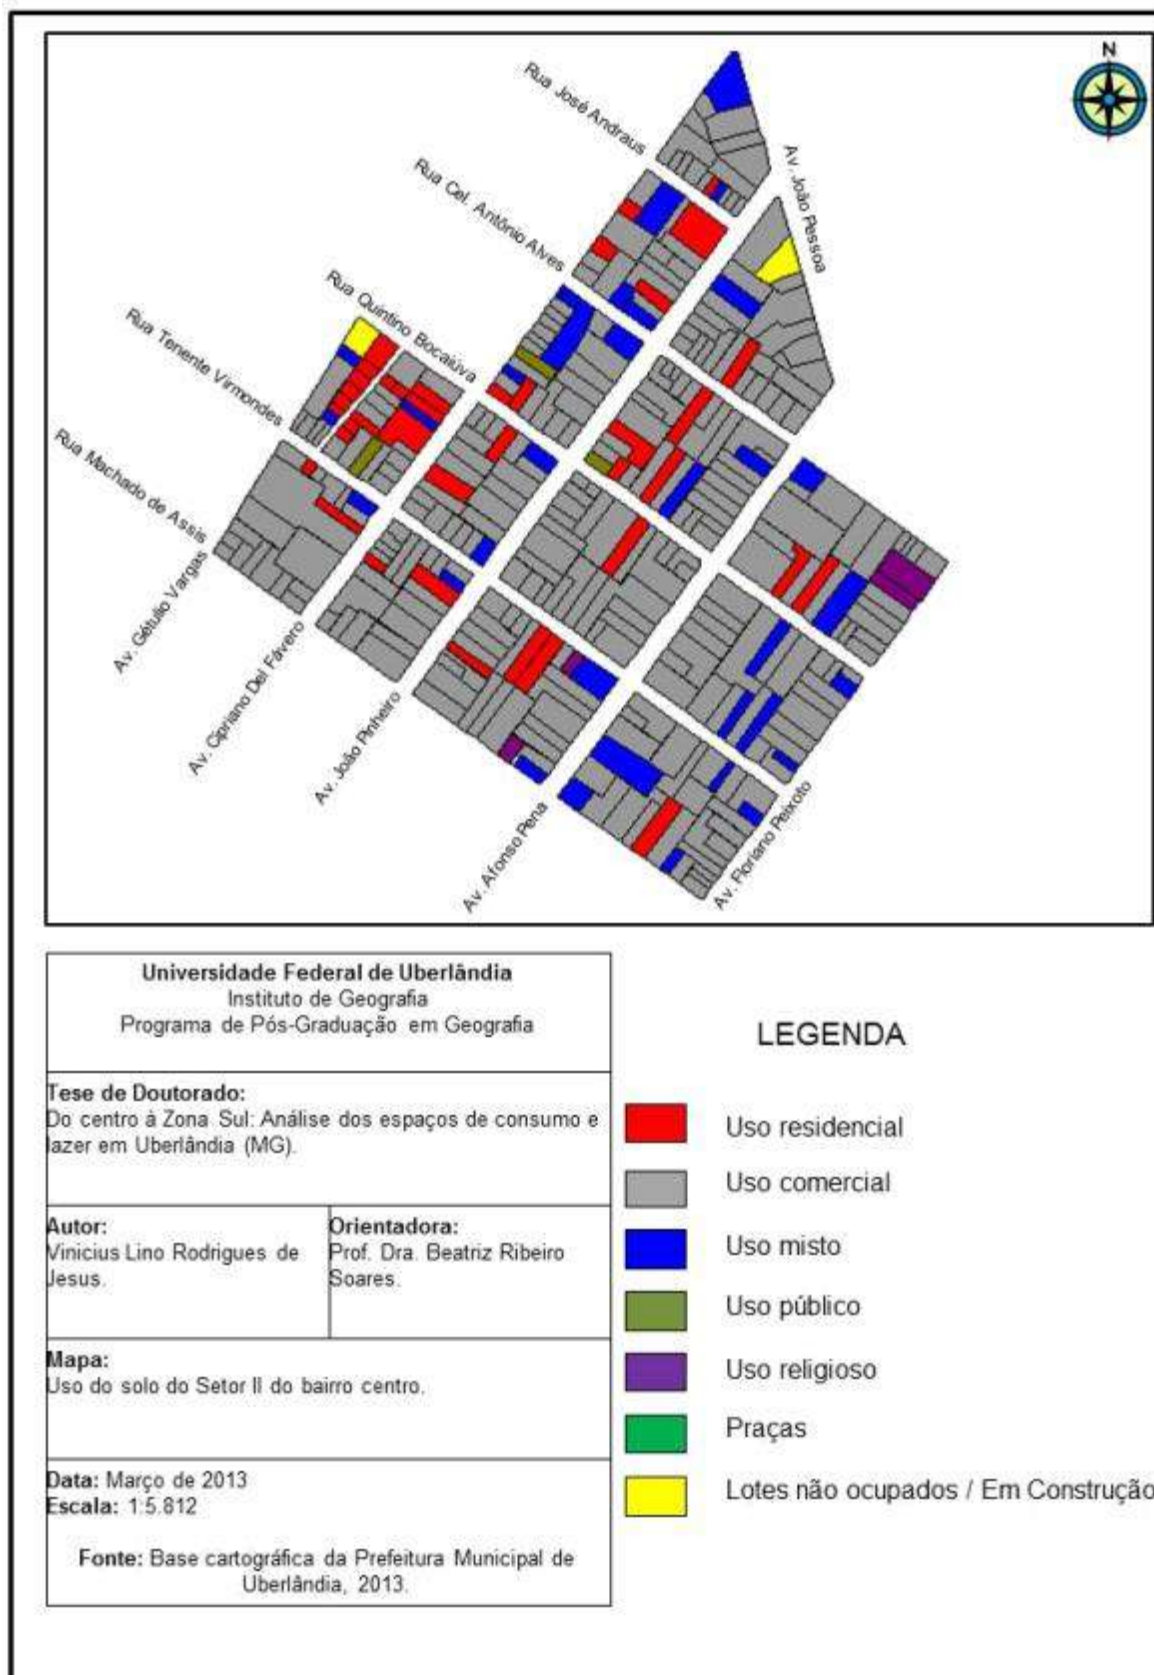 N
Rua José Andraus
Av. João Pessoa
Rua Cel. Antônio Alves
Rua Quintino Bocaiúva
Rua Tenente Virmondes
Rua Machado de Assis
Av. Gétulio Vargas
Av. Cipriano Del Fávero
Av. João Pinheiro
Av. Afonso Pena
Av. Floriano Peixoto
Universidade Federal de Uberlândia
Instituto de Geografia
Programa de Pós-Graduação em Geografia
Tese de Doutorado:
Do centro à Zona Sul: Análise dos espaços de consumo e
lazer em Uberlândia (MG).
Autor:
Vinicius Lino Rodrigues de
Jesus.
Orientadora:
Prof. Dra. Beatriz Ribeiro
Soares.
Mapa:
Uso do solo do Setor II do bairro centro.
Data: Março de 2013
Escala: 1:5.812
Fonte: Base cartográfica da Prefeitura Municipal de
Uberlândia, 2013.
LEGENDA
Uso residencial
Uso comercial
Uso misto
Uso público
Uso religioso
Praças
Lotes não ocupados / Em Construção